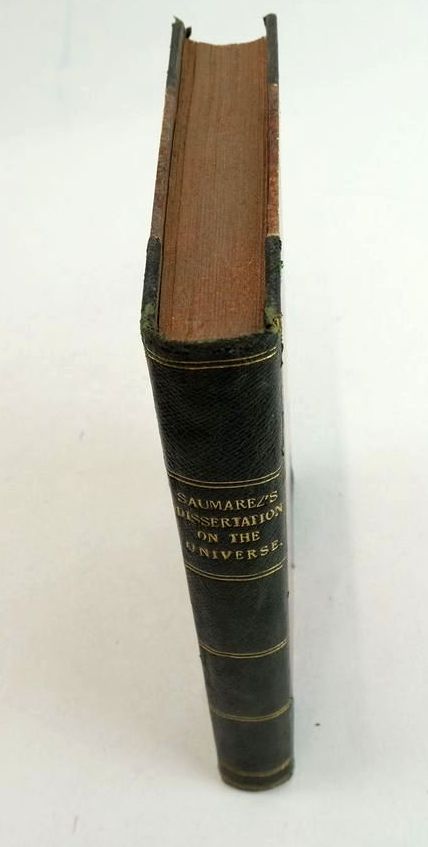 SAUMAREZ'S
DISSERTATION
ON THE
UNIVERSE.